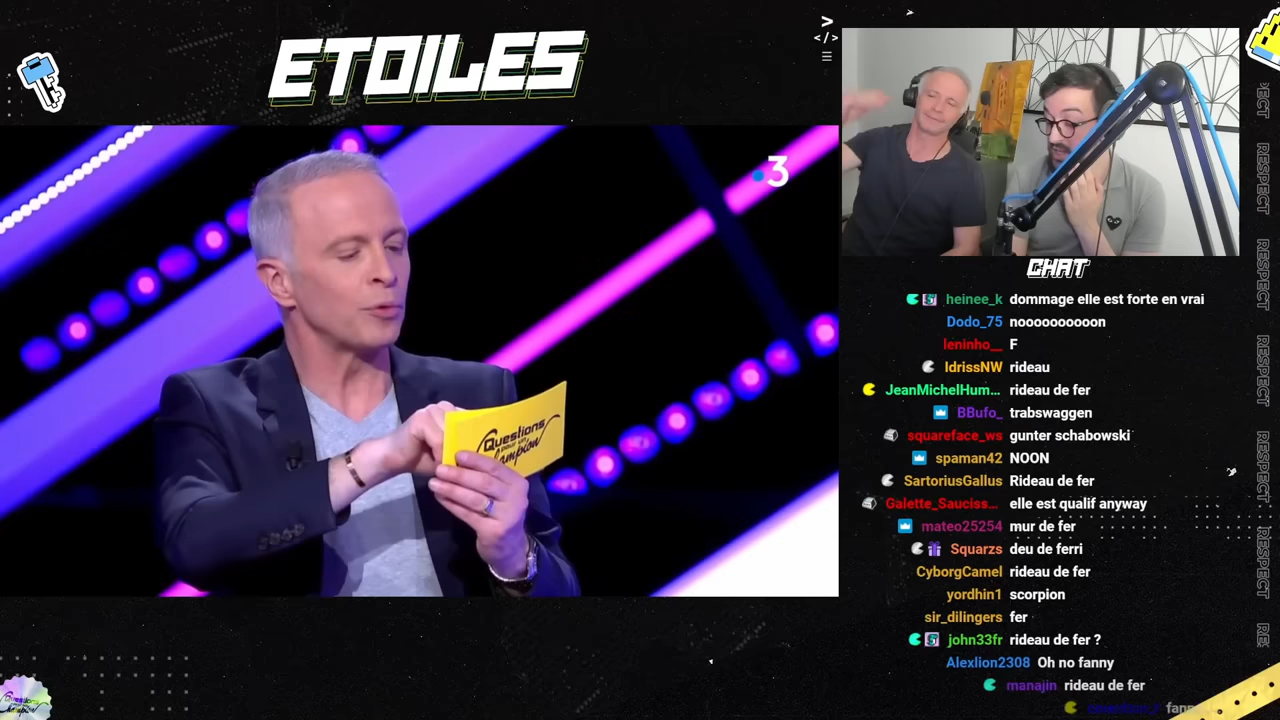 ETOILES
>
</>
3
Questions
pour un
Champion
CHAT
heinee_k dommage elle est forte en vrai
Dodo_75 nooooooooon
leninho__ F
IdrissNW rideau
JeanMichelHum... rideau de fer
BBufo_ trabswaggen
squareface_ws gunter schabowski
spaman42 NOON
SartoriusGallus Rideau de fer
Galette_Sauciss... elle est qualif anyway
mateo25254 mur de fer
Squarzs deu de ferri
CyborgCamel rideau de fer
yordhin1 scorpion
sir_dilingers fer
john33fr rideau de fer ?
Alexlion2308 Oh no fanny
manajin rideau de fer
RESPECT
RESPECT
RESPECT
RESPECT
RESPECT